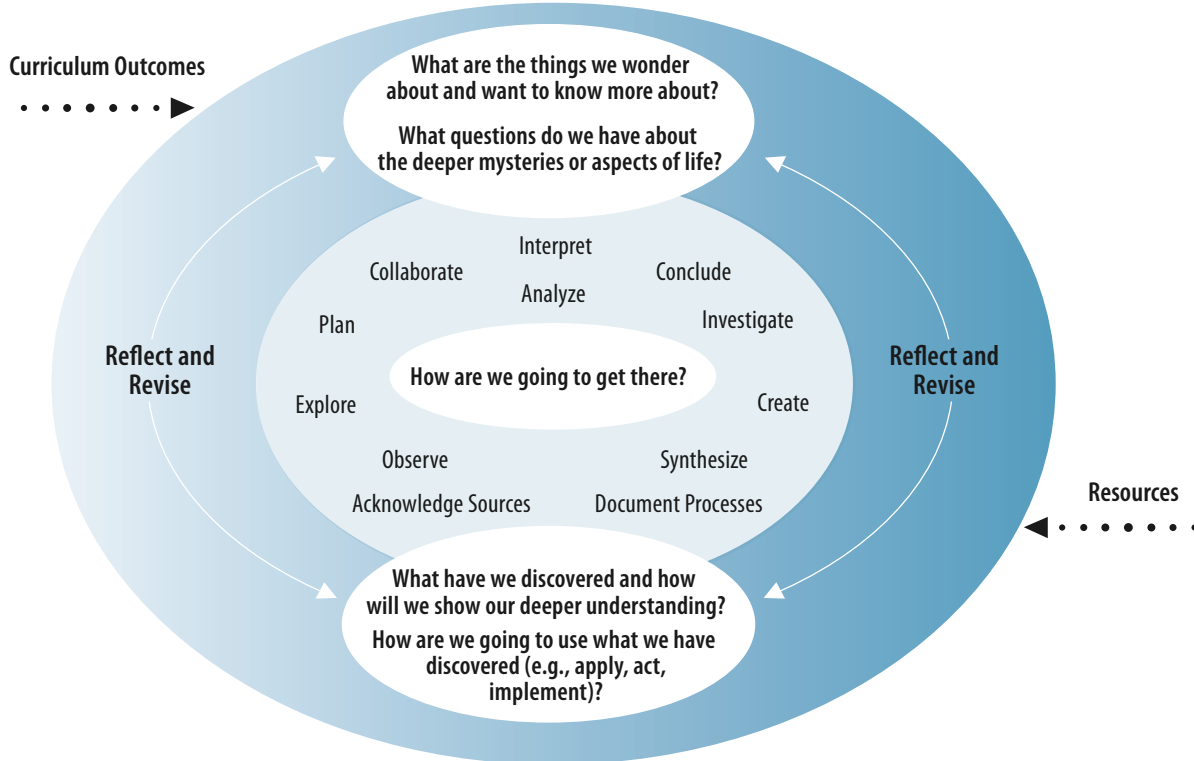 Curriculum Outcomes
What are the things we wonder
about and want to know more about?
What questions do we have about
the deeper mysteries or aspects of life?
Interpret
Collaborate
Conclude
Analyze
Plan
Investigate
Reflect and
Revise
How are we going to get there?
Reflect and
Revise
Explore
Create
Observe
Synthesize
Acknowledge Sources
Document Processes
Resources
What have we discovered and how
will we show our deeper understanding?
How are we going to use what we have
discovered (e.g., apply, act,
implement)?